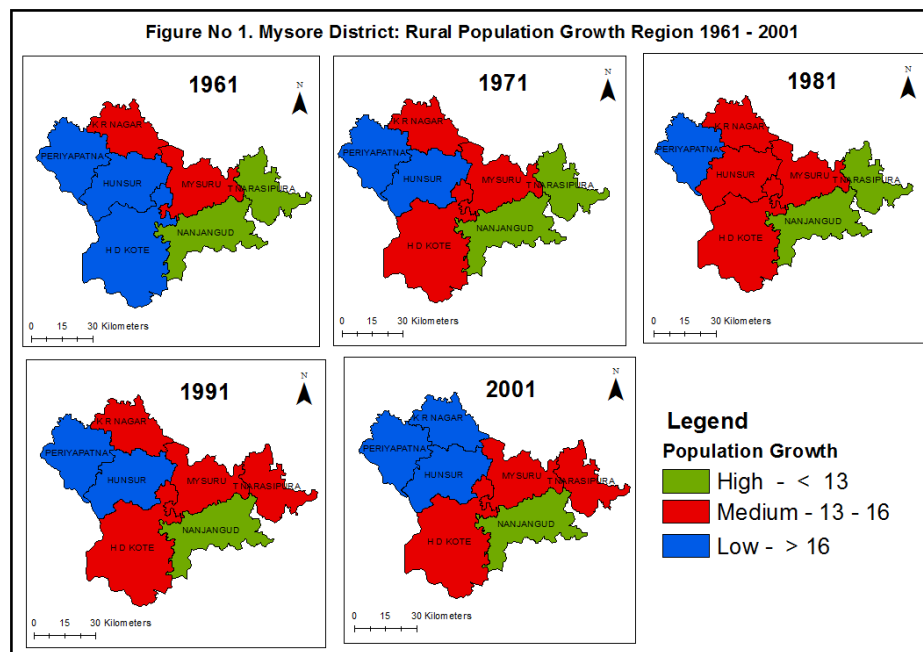 Figure No 1. Mysore District: Rural Population Growth Region 1961 - 2001
1961
N
K R NAGAR
PERIYAPATNA
HUNSUR
MYSURU
T NARASIPURA
NANJANGUD
H D KOTE
0 15 30 Kilometers
1971
N
K R NAGAR
PERIYAPATNA
HUNSUR
MYSURU
T NARASIPURA
NANJANGUD
H D KOTE
0 15 30 Kilometers
1981
N
K R NAGAR
PERIYAPATNA
HUNSUR
MYSURU
T NARASIPURA
NANJANGUD
H D KOTE
0 15 30 Kilometers
1991
N
K R NAGAR
PERIYAPATNA
HUNSUR
MYSURU
T NARASIPURA
NANJANGUD
H D KOTE
0 15 30 Kilometers
2001
N
K R NAGAR
PERIYAPATNA
HUNSUR
MYSURU
T NARASIPURA
NANJANGUD
H D KOTE
0 15 30 Kilometers
Legend
Population Growth
High - < 13
Medium - 13 - 16
Low - > 16